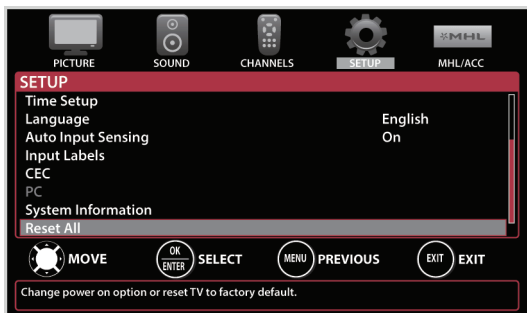 MHL
PICTURE SOUND CHANNELS SETUP MHL/ACC
SETUP
Time Setup
Language English
Auto Input Sensing On
Input Labels
CEC
PC
System Information
Reset All
MOVE OK ENTER SELECT MENU PREVIOUS EXIT EXIT
Change power on option or reset TV to factory default.